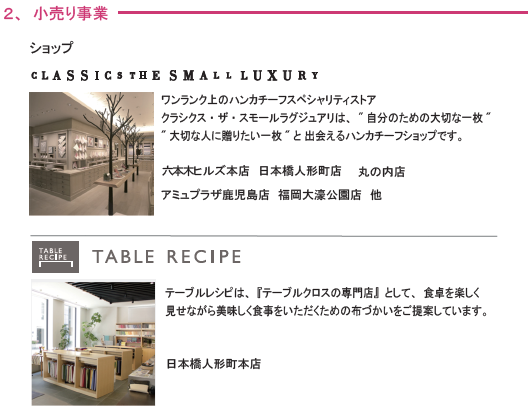 2、 小売り事業
ショップ
CLASSICS THE SMALL LUXURY
ワンランク上のハンカチーフスペシャリティストア
クラシクス・ザ・スモールラグジュアリは、"自分のための大切な一枚"
"大切な人に贈りたい一枚"と出会えるハンカチーフショップです。
六本木ヒルズ本店 日本橋人形町店 丸の内店
アミュプラザ鹿児島店 福岡大濠公園店 他
TABLE
RECIPE
TABLE RECIPE
テーブルレシピは、『テーブルクロスの専門店』として、食卓を楽しく
見せながら美味しく食事をいただくための布づかいをご提案しています。
日本橋人形町本店